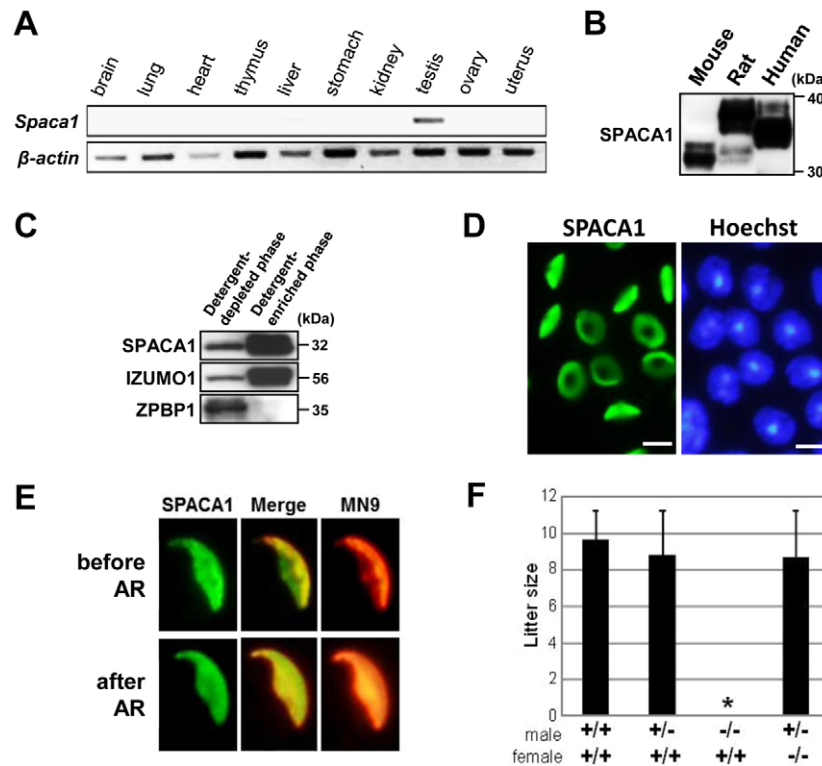 A
brain lung heart thymus liver stomach kidney testis ovary uterus
Spaca1
β-actin
B
Mouse Rat Human
(kDa)
40
SPACA1
30
C
Detergent-depleted phase
Detergent-enriched phase
(kDa)
SPACA1 32
IZUMO1 56
ZPBP1 35
D
SPACA1 Hoechst
E
SPACA1 Merge MN9
before
AR
after
AR
F
Litter size
12
10
8
6
4
2
0
*
male +/+ +/- -/- +/-
female +/+ +/+ +/+ -/-